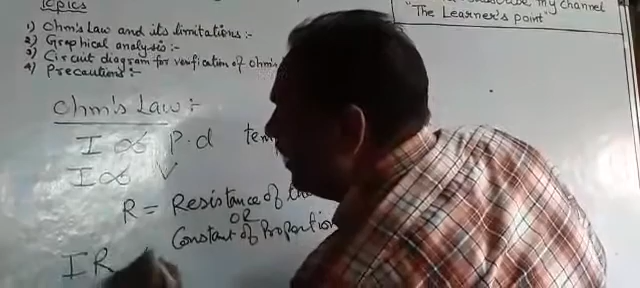 Topics
my channel
"The Learner's point"
1) Ohm's Law and its limitations :-
2) Graphical analysis :-
3) Circuit diagram for verification of Ohm's
4) Precautions :-
Ohm's Law :-
I ∝ P.d
I ∝ V
R = Resistance of
OR
Constant of Proportion
IR